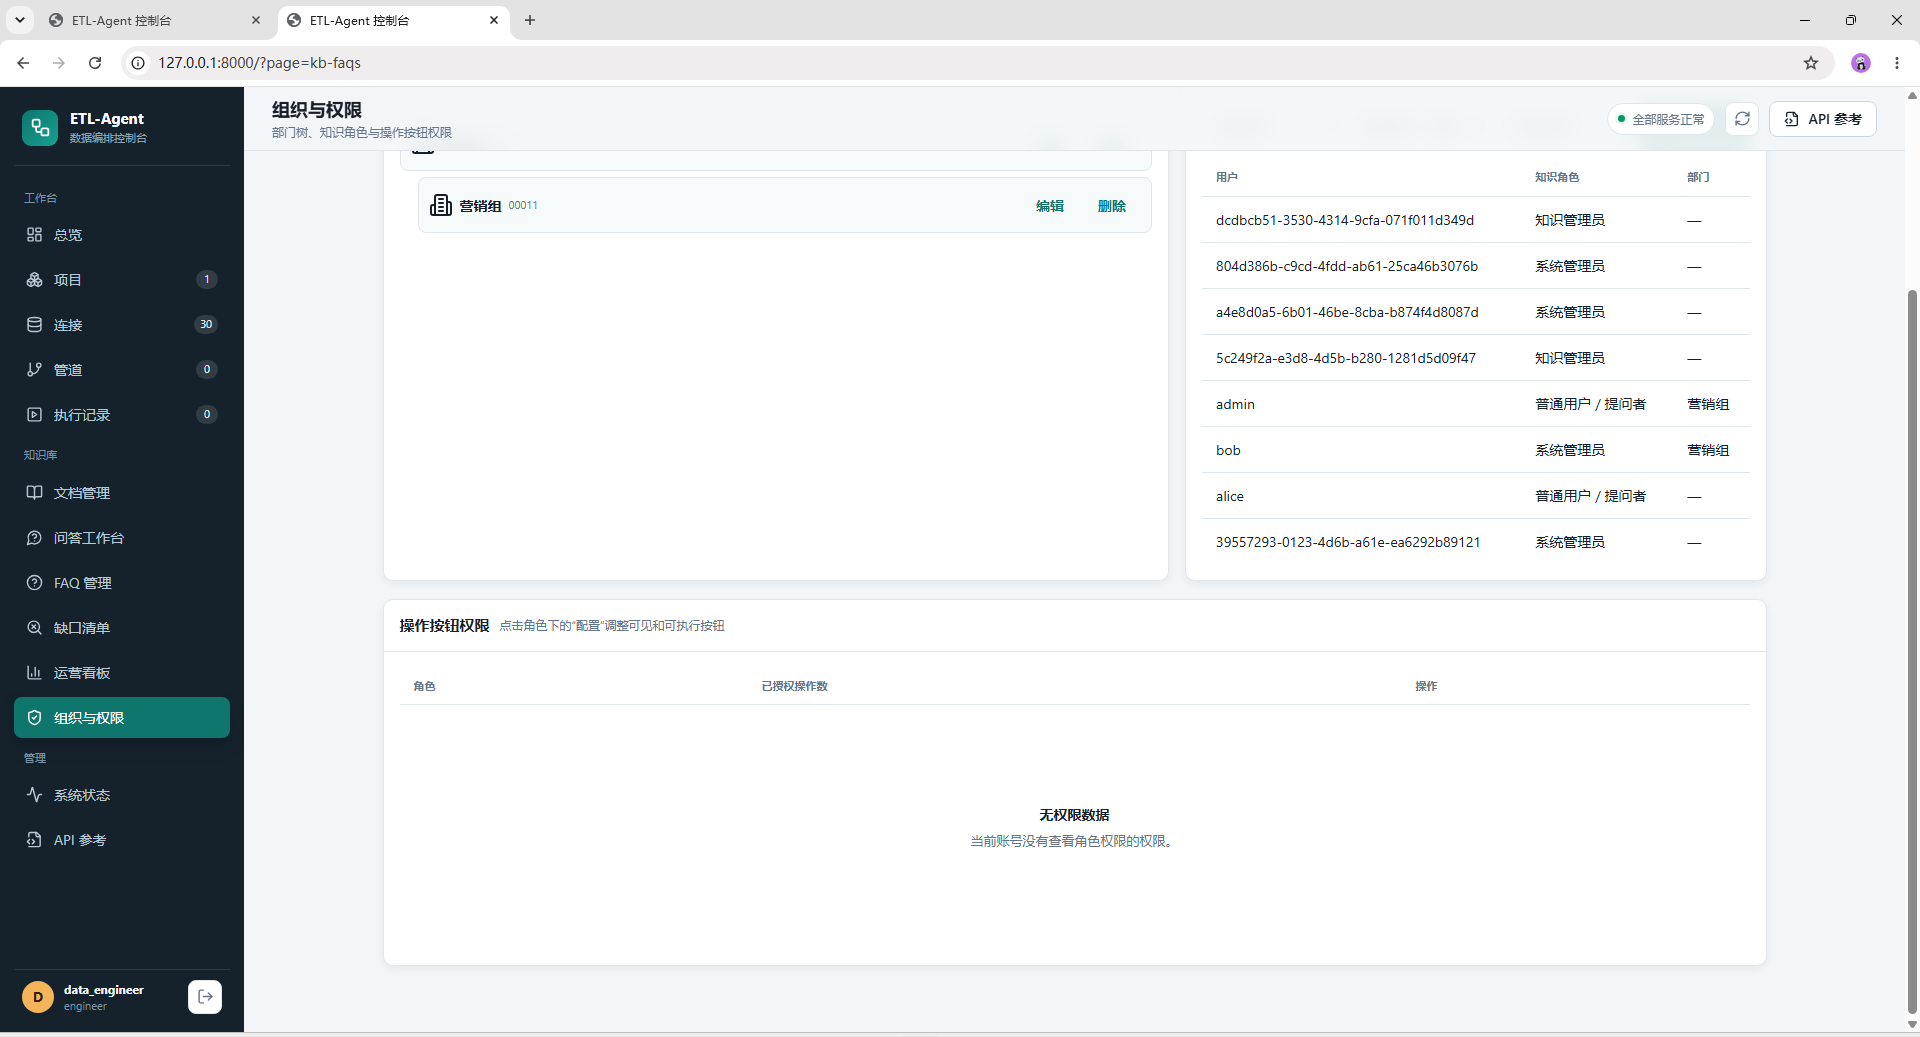 ETL-Agent 控制台
ETL-Agent 控制台
127.0.0.1:8000/?page=kb-faqs
ETL-Agent
数据编排控制台
工作台
总览
项目 1
连接 30
管道 0
执行记录 0
知识库
文档管理
问答工作台
FAQ 管理
缺口清单
运营看板
组织与权限
管理
系统状态
API 参考
D
data_engineer
engineer
组织与权限
部门树、知识角色与操作按钮权限
全部服务正常
API 参考
营销组 00011 编辑 删除
用户 知识角色 部门
dcdbcb51-3530-4314-9cfa-071f011d349d 知识管理员 —
804d386b-c9cd-4fdd-ab61-25ca46b3076b 系统管理员 —
a4e8d0a5-6b01-46be-8cba-b874f4d8087d 系统管理员 —
5c249f2a-e3d8-4d5b-b280-1281d5d09f47 知识管理员 —
admin 普通用户 / 提问者 营销组
bob 系统管理员 营销组
alice 普通用户 / 提问者 —
39557293-0123-4d6b-a61e-ea6292b89121 系统管理员 —
操作按钮权限 点击角色下的“配置”调整可见和可执行按钮
角色 已授权操作数 操作
无权限数据
当前账号没有查看角色权限的权限。